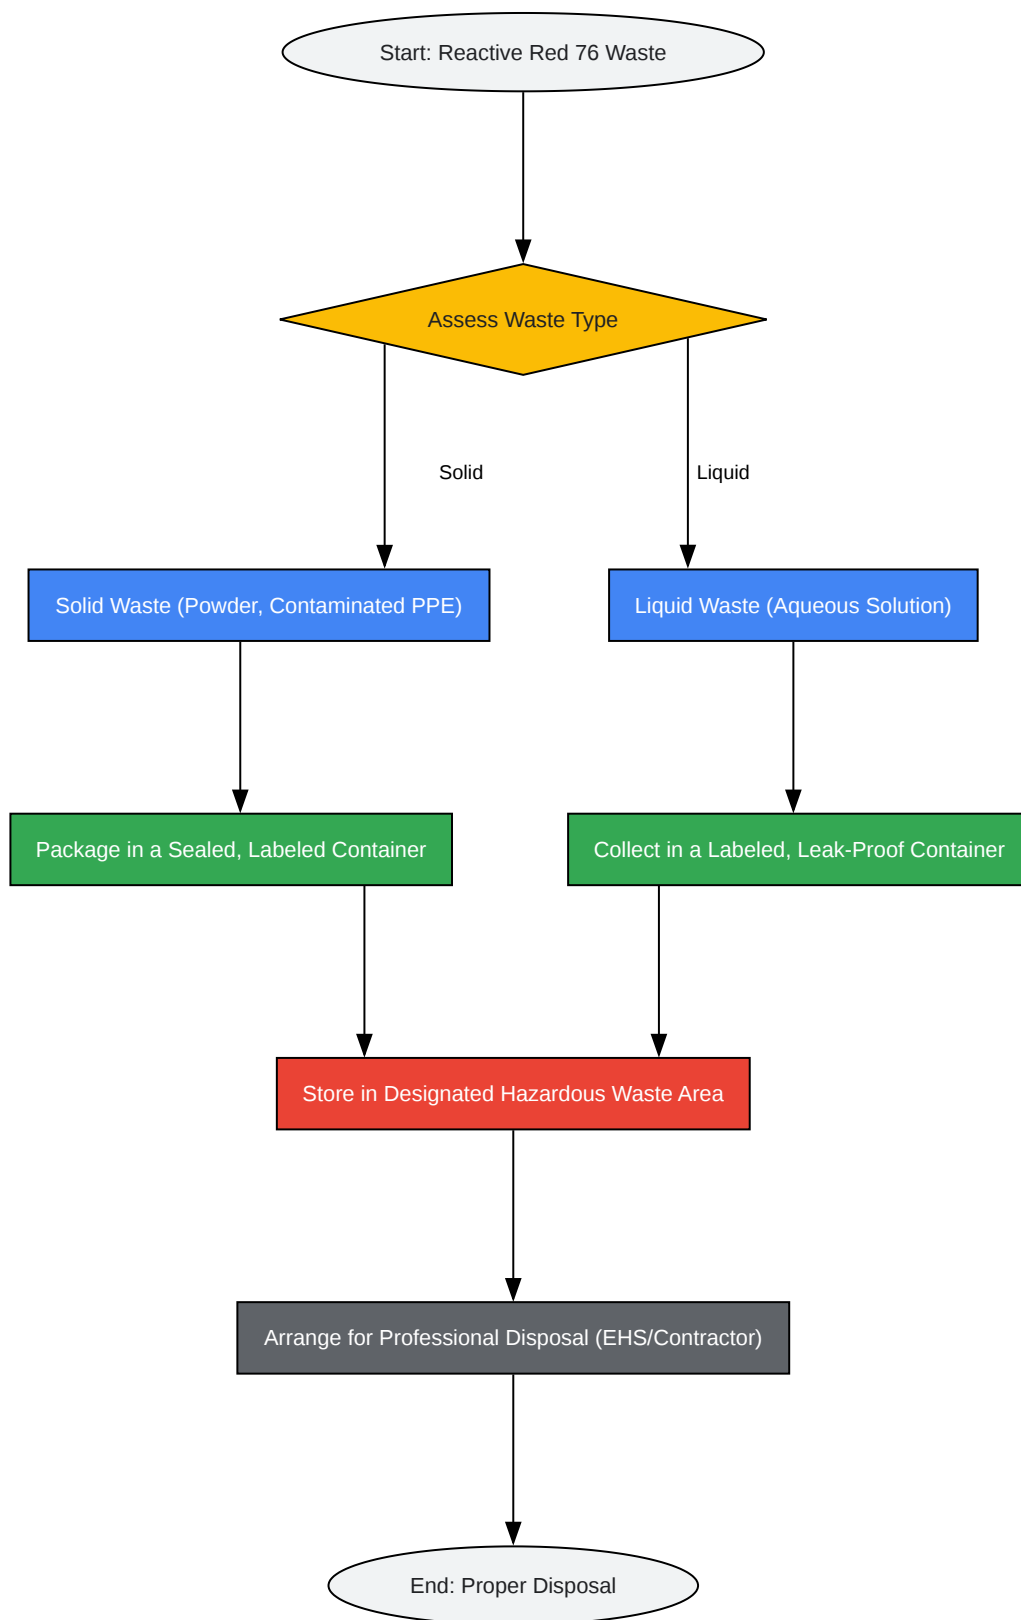 Start: Reactive Red 76 Waste
Assess Waste Type
Solid
Liquid
Solid Waste (Powder, Contaminated PPE)
Liquid Waste (Aqueous Solution)
Package in a Sealed, Labeled Container
Collect in a Labeled, Leak-Proof Container
Store in Designated Hazardous Waste Area
Arrange for Professional Disposal (EHS/Contractor)
End: Proper Disposal